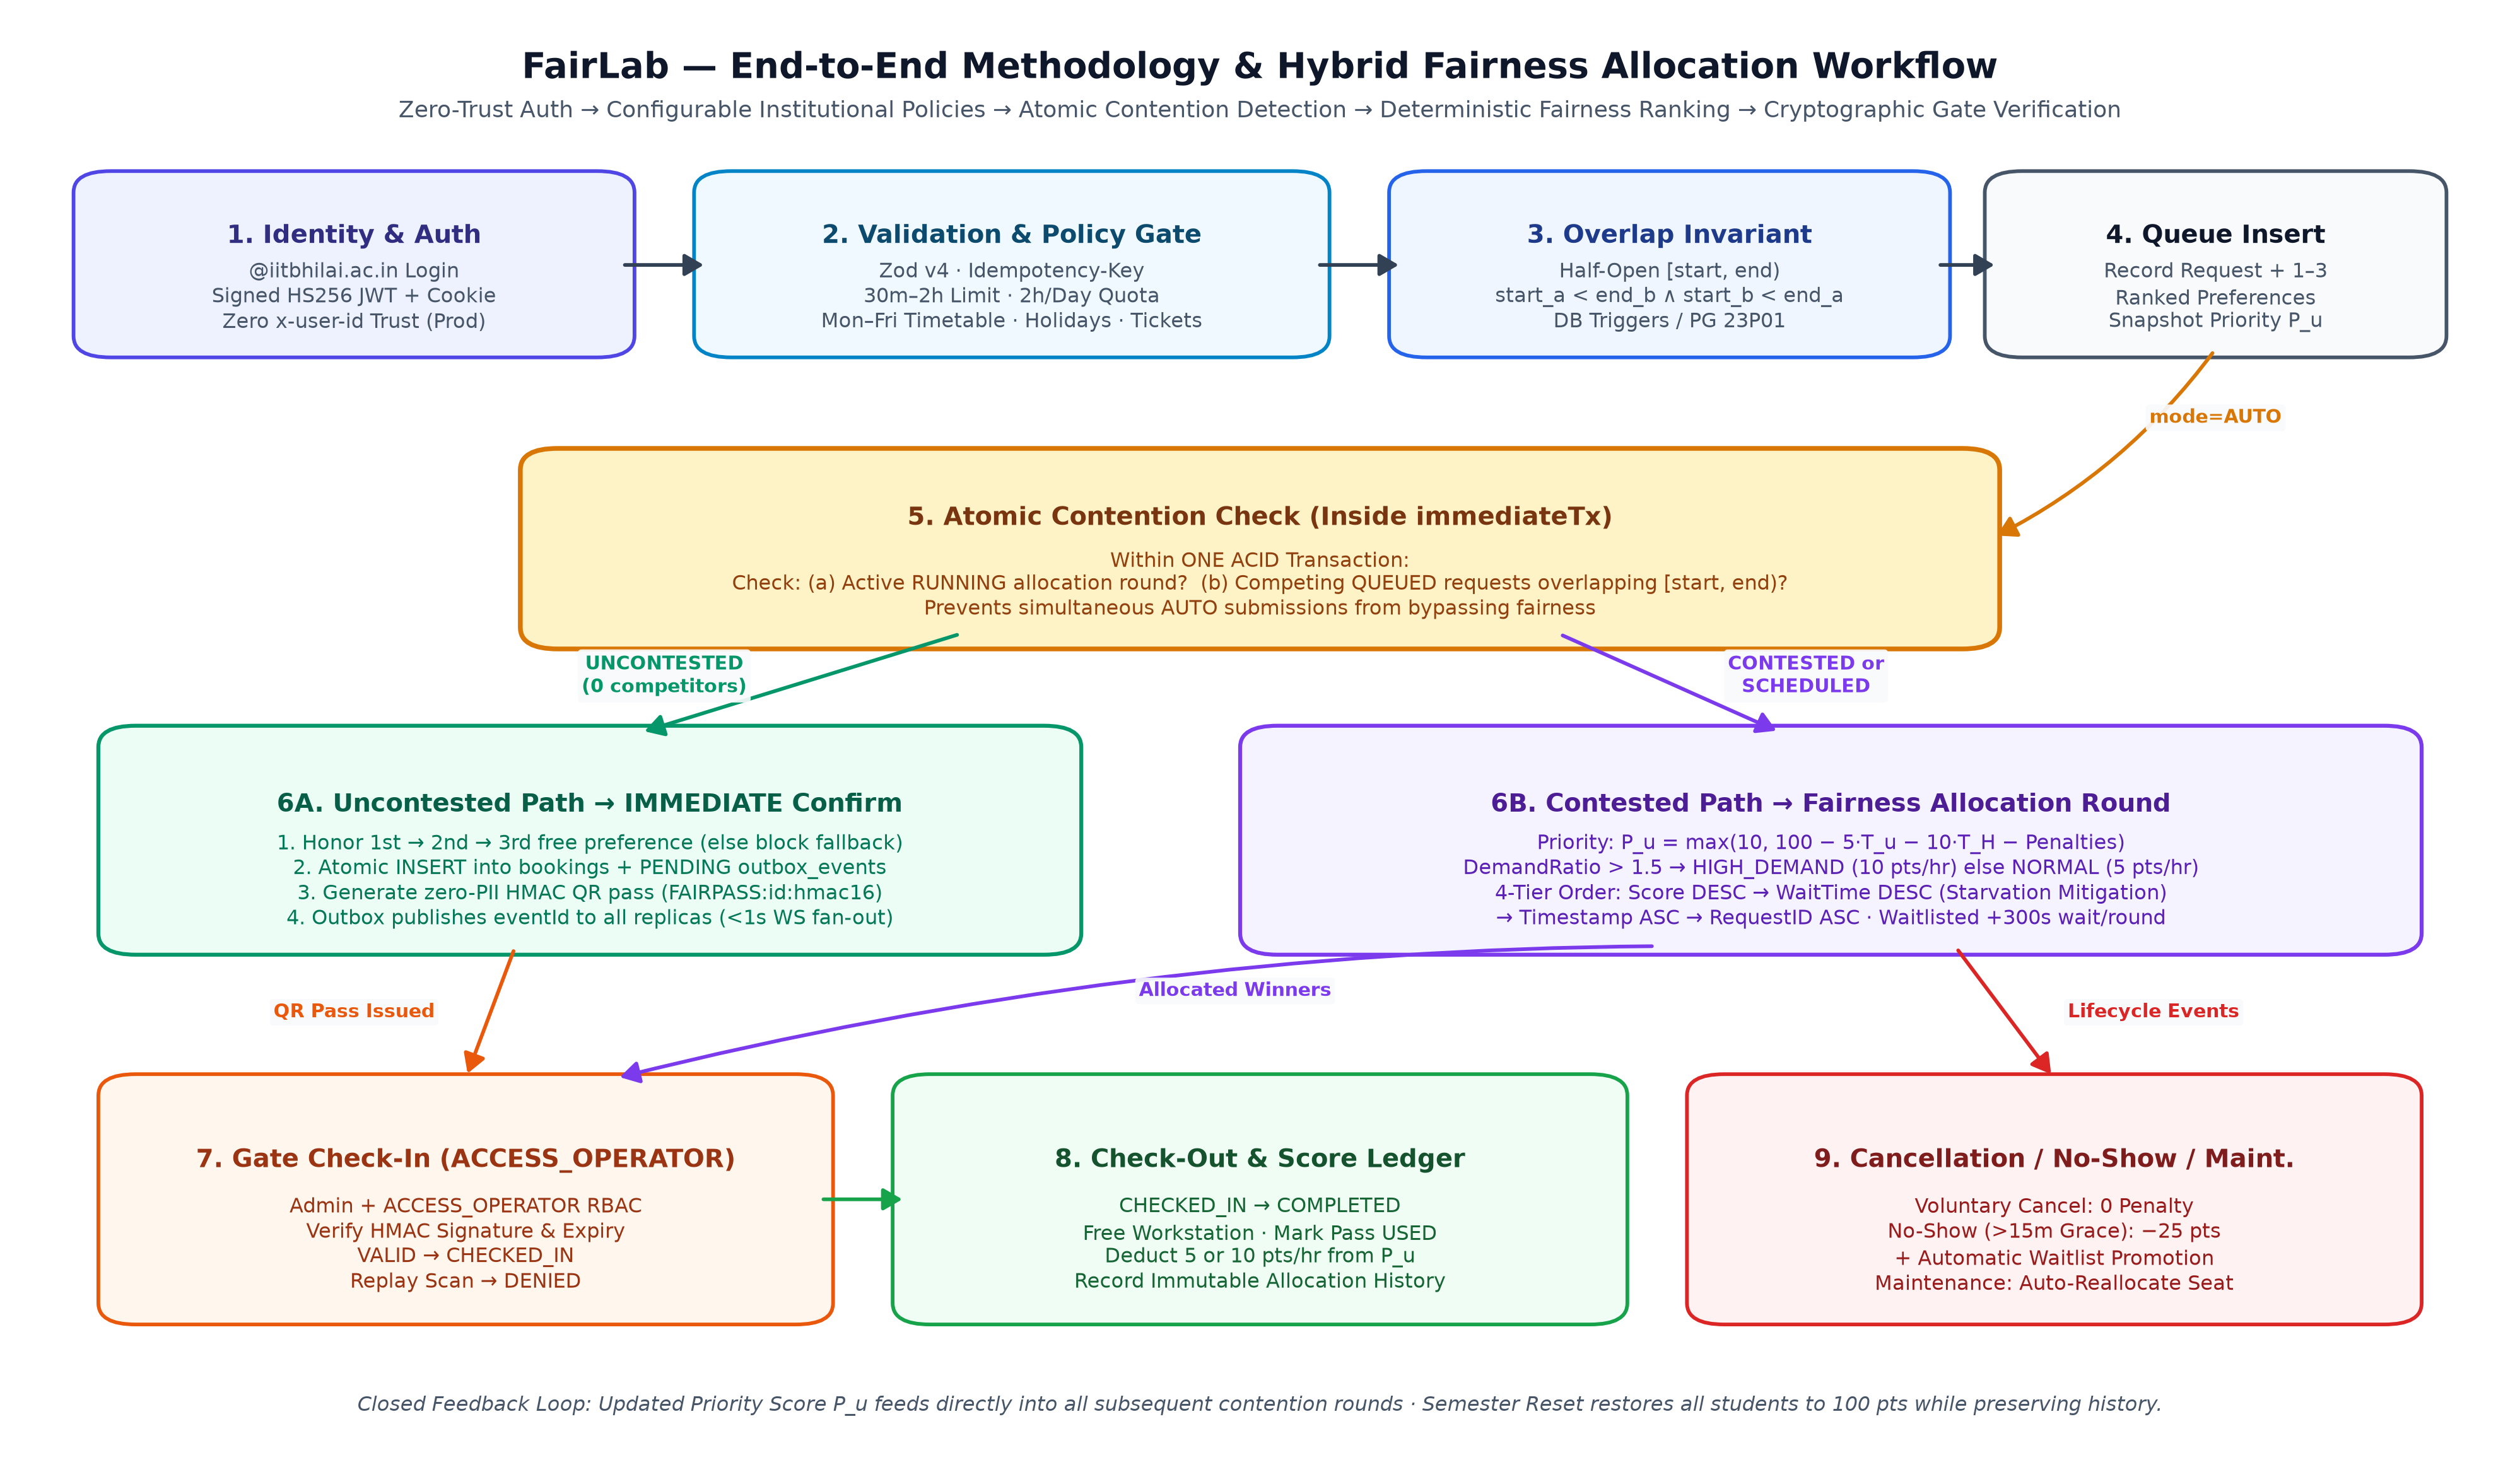 FairLab — End-to-End Methodology & Hybrid Fairness Allocation Workflow
Zero-Trust Auth → Configurable Institutional Policies → Atomic Contention Detection → Deterministic Fairness Ranking → Cryptographic Gate Verification
1. Identity & Auth
@iitbhilai.ac.in Login
Signed HS256 JWT + Cookie
Zero x-user-id Trust (Prod)
2. Validation & Policy Gate
Zod v4 · Idempotency-Key
30m–2h Limit · 2h/Day Quota
Mon–Fri Timetable · Holidays · Tickets
3. Overlap Invariant
Half-Open [start, end)
start_a < end_b ∧ start_b < end_a
DB Triggers / PG 23P01
4. Queue Insert
Record Request + 1–3
Ranked Preferences
Snapshot Priority P_u
mode=AUTO
5. Atomic Contention Check (Inside immediateTx)
Within ONE ACID Transaction:
Check: (a) Active RUNNING allocation round?  (b) Competing QUEUED requests overlapping [start, end)?
Prevents simultaneous AUTO submissions from bypassing fairness
UNCONTESTED
(0 competitors)
CONTESTED or
SCHEDULED
6A. Uncontested Path → IMMEDIATE Confirm
1. Honor 1st → 2nd → 3rd free preference (else block fallback)
2. Atomic INSERT into bookings + PENDING outbox_events
3. Generate zero-PII HMAC QR pass (FAIRPASS:id:hmac16)
4. Outbox publishes eventId to all replicas (<1s WS fan-out)
6B. Contested Path → Fairness Allocation Round
Priority: P_u = max(10, 100 − 5·T_u − 10·T_H − Penalties)
DemandRatio > 1.5 → HIGH_DEMAND (10 pts/hr) else NORMAL (5 pts/hr)
4-Tier Order: Score DESC → WaitTime DESC (Starvation Mitigation)
→ Timestamp ASC → RequestID ASC · Waitlisted +300s wait/round
QR Pass Issued
Allocated Winners
Lifecycle Events
7. Gate Check-In (ACCESS_OPERATOR)
Admin + ACCESS_OPERATOR RBAC
Verify HMAC Signature & Expiry
VALID → CHECKED_IN
Replay Scan → DENIED
8. Check-Out & Score Ledger
CHECKED_IN → COMPLETED
Free Workstation · Mark Pass USED
Deduct 5 or 10 pts/hr from P_u
Record Immutable Allocation History
9. Cancellation / No-Show / Maint.
Voluntary Cancel: 0 Penalty
No-Show (>15m Grace): −25 pts
+ Automatic Waitlist Promotion
Maintenance: Auto-Reallocate Seat
Closed Feedback Loop: Updated Priority Score P_u feeds directly into all subsequent contention rounds · Semester Reset restores all students to 100 pts while preserving history.